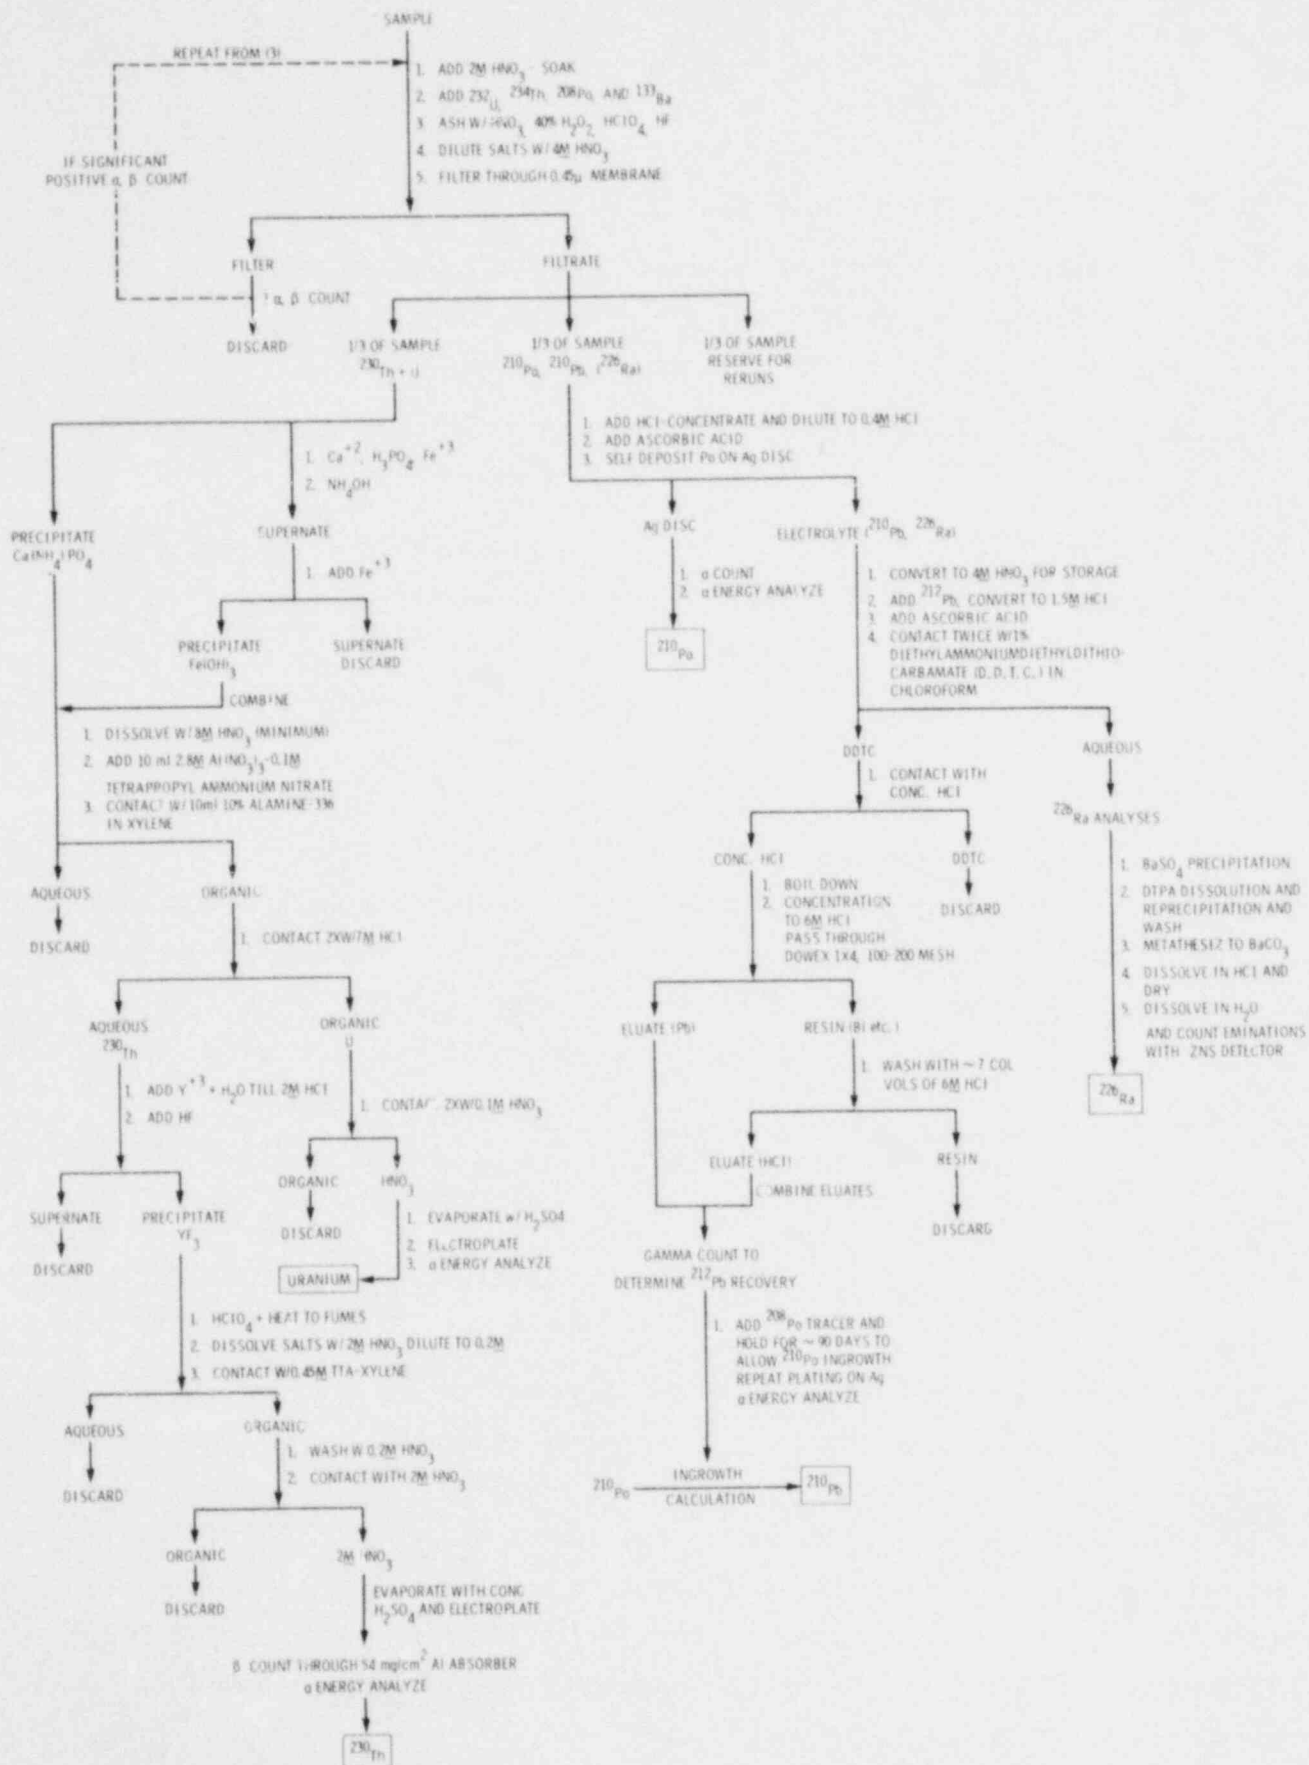 SAMPLE
REPEAT FROM (3)
1. ADD 2M HNO3 - SOAK
2. ADD 232U, 234Th, 208Po, AND 133Ba
3. ASH W/HNO3, 40% H2O2, HClO4, HF
4. DILUTE SALTS W/4M HNO3
5. FILTER THROUGH 0.45μ MEMBRANE
IF SIGNIFICANT
POSITIVE α, β COUNT
FILTER
FILTRATE
α, β COUNT
DISCARD
1/3 OF SAMPLE
230Th + U
1/3 OF SAMPLE
210Po, 210Pb, (226Ra)
1/3 OF SAMPLE
RESERVE FOR
RERUNS
1. Ca+2, H3PO4, Fe+3
2. NH4OH
1. ADD HCl-CONCENTRATE AND DILUTE TO 0.4M HCl
2. ADD ASCORBIC ACID
3. SELF DEPOSIT Po ON Ag DISC
PRECIPITATE
Ca(NH4)PO4
SUPERNATE
1. ADD Fe+3
PRECIPITATE
Fe(OH)3
SUPERNATE
DISCARD
COMBINE
Ag DISC
ELECTROLYTE (210Pb, 226Ra)
1. α COUNT
2. α ENERGY ANALYZE
210Po
1. CONVERT TO 4M HNO3 FOR STORAGE
2. ADD 212Pb, CONVERT TO 1.5M HCl
3. ADD ASCORBIC ACID
4. CONTACT TWICE W/1%
DIETHYLAMMONIUMDIETHYLDITHIO-
CARBAMATE (D.D.T.C.) IN
CHLOROFORM
1. DISSOLVE W/8M HNO3 (MINIMUM)
2. ADD 10 ml 2.8M Al(NO3)3-0.1M
TETRAPPOPYL AMMONIUM NITRATE
3. CONTACT W/10ml 10% ALAMINE-336
IN XYLENE
DDTC
AQUEOUS
1. CONTACT WITH
CONC. HCl
226Ra ANALYSES
CONC. HCl
DDTC
DISCARD
1. BOIL DOWN
2. CONCENTRATION
TO 6M HCl
PASS THROUGH
DOWEX 1X4, 100-200 MESH
1. BaSO4 PRECIPITATION
2. DTPA DISSOLUTION AND
REPRECIPITATION AND
WASH
3. METATHESIZ TO BaCO3
4. DISSOLVE IN HCl AND
DRY
5. DISSOLVE IN H2O
AND COUNT EMINATIONS
WITH ZNS DETECTOR
226Ra
AQUEOUS
DISCARD
ORGANIC
1. CONTACT 2XW/7M HCl
AQUEOUS
230Th
ORGANIC
U
ELUATE (Pb)
RESIN (Bi etc.)
1. WASH WITH ~7 COL
VOLS OF 6M HCl
1. ADD Y+3 + H2O TILL 2M HCl
2. ADD HF
1. CONTACT 2XW/0.1M HNO3
ELUATE (HCl)
RESIN
COMBINE ELUATES
DISCARD
SUPERNATE
DISCARD
PRECIPITATE
YF3
ORGANIC
DISCARD
HNO3
1. EVAPORATE w/ H2SO4
2. ELECTROPLATE
3. α ENERGY ANALYZE
URANIUM
GAMMA COUNT TO
DETERMINE 212Pb RECOVERY
1. ADD 208Po TRACER AND
HOLD FOR ~90 DAYS TO
ALLOW 210Po INGROWTH
REPEAT PLATING ON Ag
α ENERGY ANALYZE
1. HClO4 + HEAT TO FUMES
2. DISSOLVE SALTS W/2M HNO3 DILUTE TO 0.2M
3. CONTACT W/0.45M TTA-XYLENE
AQUEOUS
DISCARD
ORGANIC
1. WASH W 0.2M HNO3
2. CONTACT WITH 2M HNO3
210Po INGROWTH
CALCULATION
210Pb
ORGANIC
DISCARD
2M HNO3
EVAPORATE WITH CONC
H2SO4 AND ELECTROPLATE
β COUNT THROUGH 54 mg/cm2 Al ABSORBER
α ENERGY ANALYZE
230Th